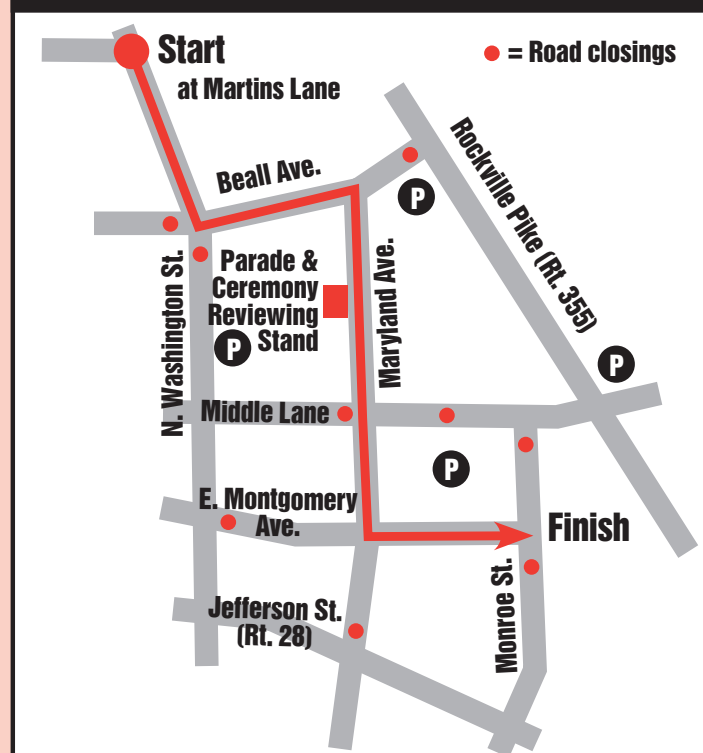 Start
at Martins Lane
= Road closings
Beall Ave.
P
Rockville Pike (Rt. 355)
N. Washington St.
Parade &
Ceremony
Reviewing
Stand
P
Maryland Ave.
P
Middle Lane
P
E. Montgomery
Ave.
Finish
Monroe St.
Jefferson St.
(Rt. 28)